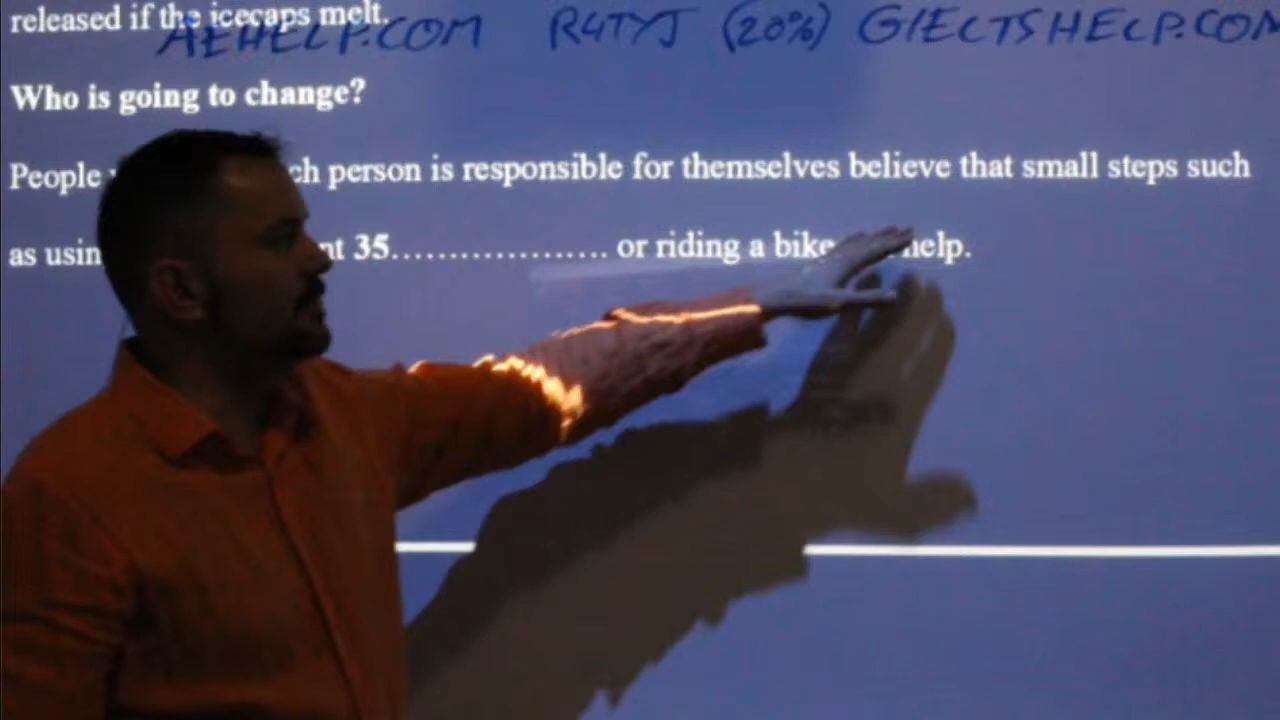 released if the icecaps melt.
AEHELP.COM R4TYJ (20%) GIELTSHELP.COM
Who is going to change?
People ch person is responsible for themselves believe that small steps such
as usin nt 35.................... or riding a bike help.